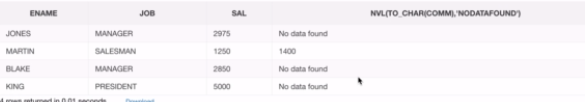 ENAME JOB SAL NVL(TO_CHAR(COMM),'NODATAFOUND')
JONES MANAGER 2975 No data found
MARTIN SALESMAN 1250 1400
BLAKE MANAGER 2850 No data found
KING PRESIDENT 5000 No data found
4 rows returned in 0.01 seconds Download